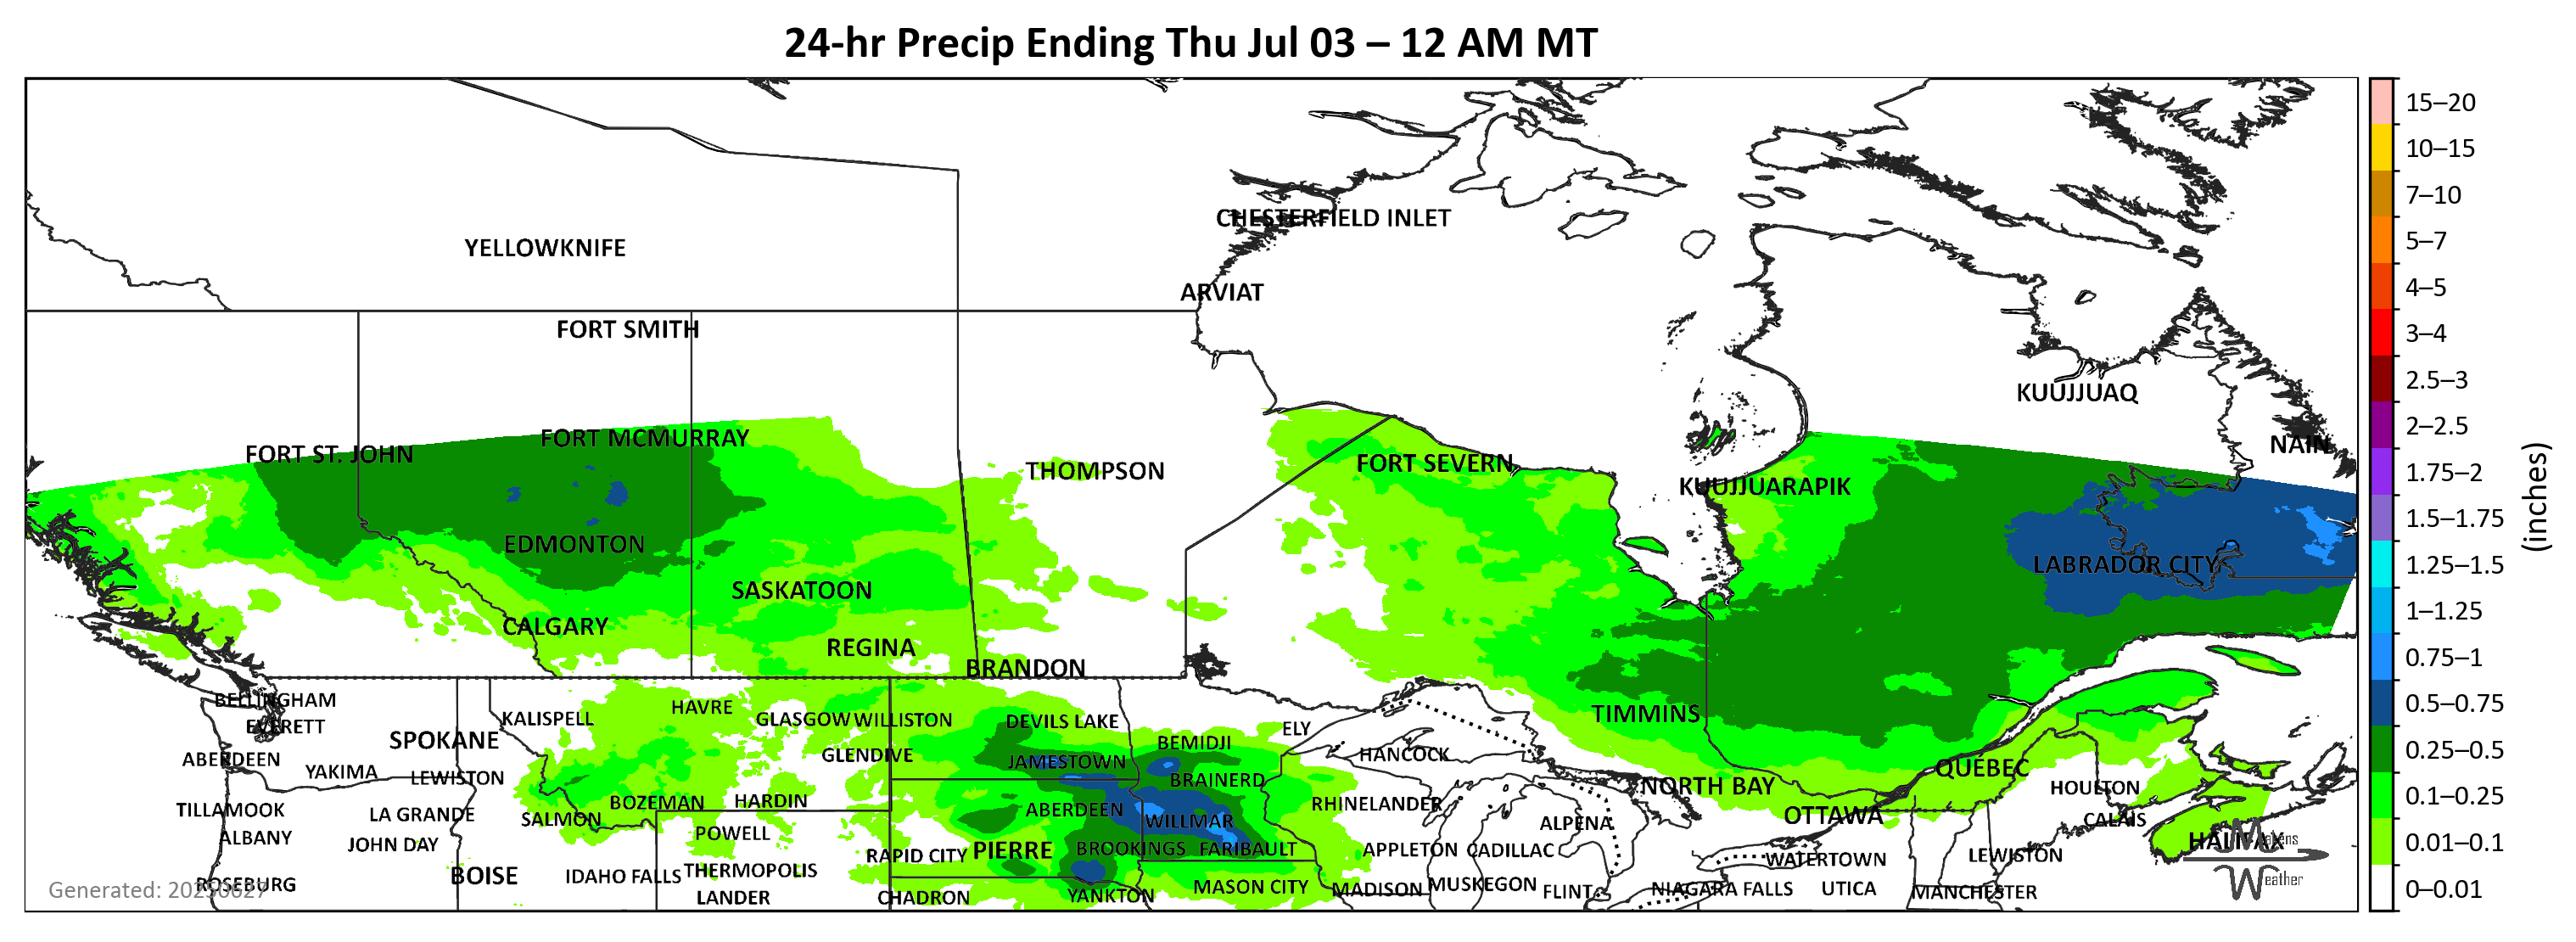 24-hr Precip Ending Thu Jul 03 – 12 AM MT
CHESTERFIELD INLET
YELLOWKNIFE
ARVIAT
FORT SMITH
KUUJJUAQ
FORT MCMURRAY
NAIN
FORT ST. JOHN
FORT SEVERN
THOMPSON
KUUJJUARAPIK
EDMONTON
LABRADOR CITY
SASKATOON
CALGARY
REGINA
BRANDON
BELLINGHAM
HAVRE
KALISPELL
GLASGOW WILLISTON
DEVILS LAKE
TIMMINS
EVERETT
ELY
SPOKANE
BEMIDJI
GLENDIVE
HANCOCK
ABERDEEN
JAMESTOWN
QUÉBEC
YAKIMA
LEWISTON
BRAINERD
NORTH BAY
HOULTON
BOZEMAN
HARDIN
RHINELANDER
TILLAMOOK
LA GRANDE
ABERDEEN
OTTAWA
SALMON
WILLMAR
ALPENA
CALAIS
ALBANY
POWELL
HALIFAX
JOHN DAY
RAPID CITY
PIERRE
BROOKINGS
FARIBAULT
APPLETON
CADILLAC
WATERTOWN
LEWISTON
BOISE
IDAHO FALLS
THERMOPOLIS
ROSEBURG
MASON CITY
MADISON
MUSKEGON
FLINT
NIAGARA FALLS
UTICA
MANCHESTER
LANDER
CHADRON
YANKTON
Generated: 20250627
Weather
15–20
10–15
7–10
5–7
4–5
3–4
2.5–3
2–2.5
1.75–2
1.5–1.75
1.25–1.5
1–1.25
0.75–1
0.5–0.75
0.25–0.5
0.1–0.25
0.01–0.1
0–0.01
(inches)